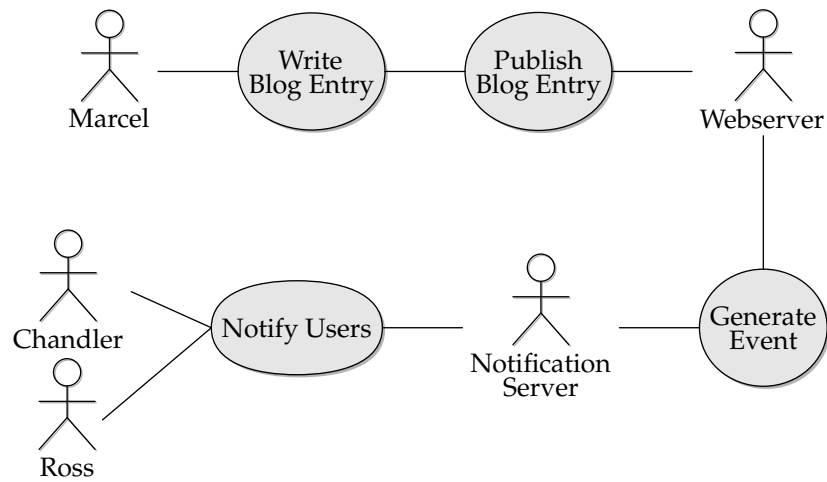 Write
Blog Entry
Publish
Blog Entry
Marcel
Webserver
Chandler
Notify Users
Notification
Server
Generate
Event
Ross